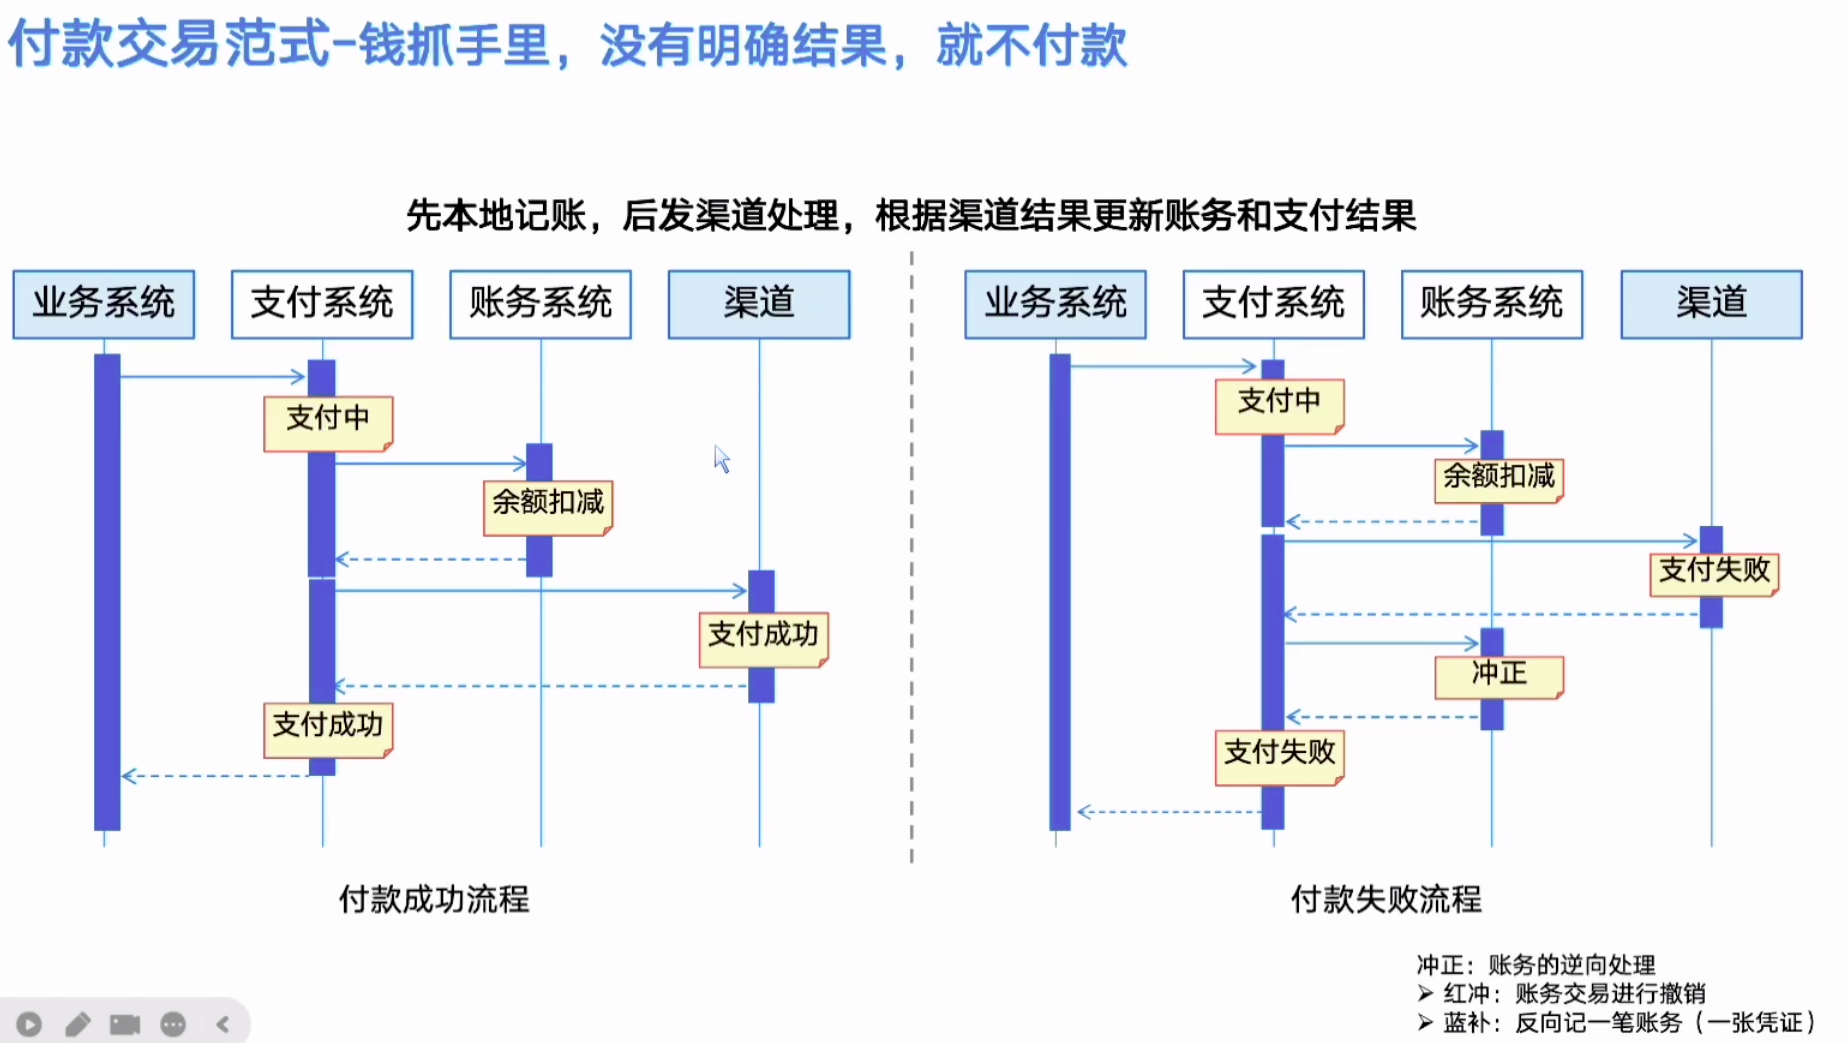 付款交易范式-钱抓手里，没有明确结果，就不付款
先本地记账，后发渠道处理，根据渠道结果更新账务和支付结果
业务系统
支付系统
账务系统
渠道
支付中
余额扣减
支付成功
支付成功
付款成功流程
业务系统
支付系统
账务系统
渠道
支付中
余额扣减
支付失败
冲正
支付失败
付款失败流程
冲正：账务的逆向处理
➢ 红冲：账务交易进行撤销
➢ 蓝补：反向记一笔账务（一张凭证）